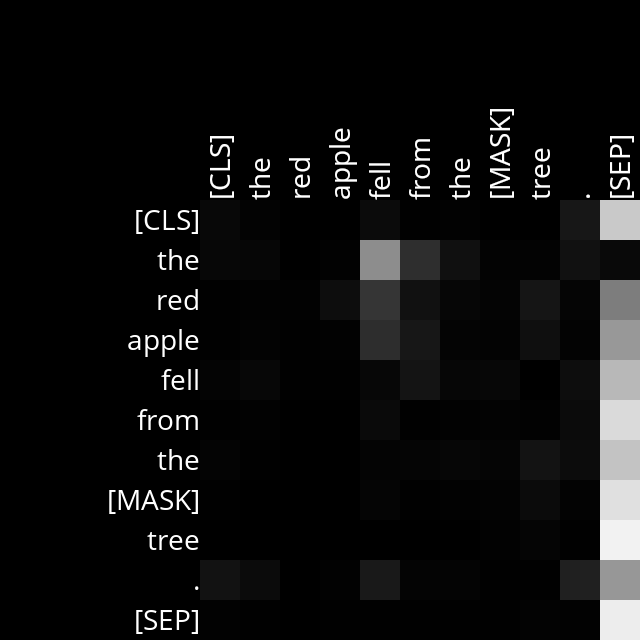 [CLS] the red apple fell from the [MASK] tree . [SEP]
[CLS]
the
red
apple
fell
from
the
[MASK]
tree
.
[SEP]